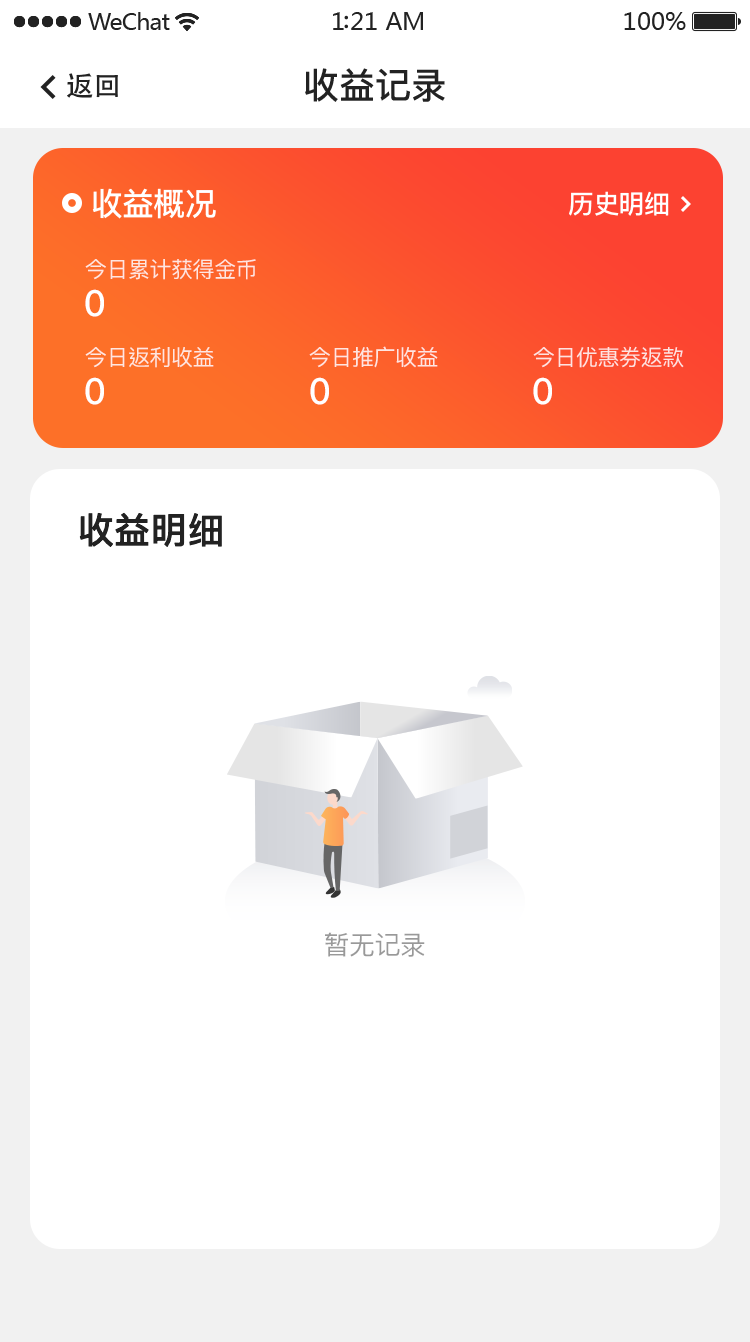 WeChat 1:21 AM 100%
返回 收益记录
收益概况 历史明细
今日累计获得金币
0
今日返利收益 今日推广收益 今日优惠券返款
0 0 0
收益明细
暂无记录